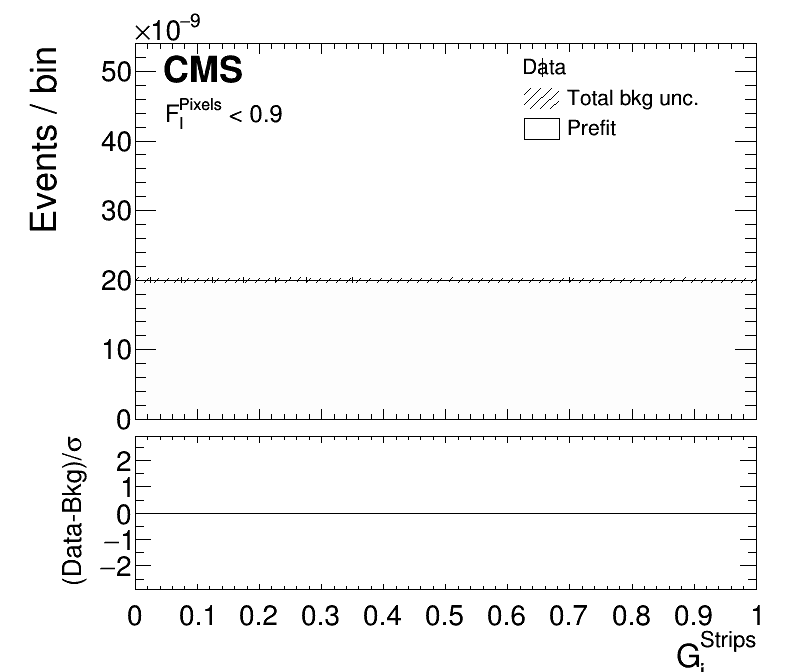 ×10⁻⁹
Events / bin
50
40
30
20
10
0
CMS
F_l^Pixels < 0.9
Data
Total bkg unc.
Prefit
(Data-Bkg)/σ
2
1
0
−1
−2
0 0.1 0.2 0.3 0.4 0.5 0.6 0.7 0.8 0.9 1
G_i^Strips